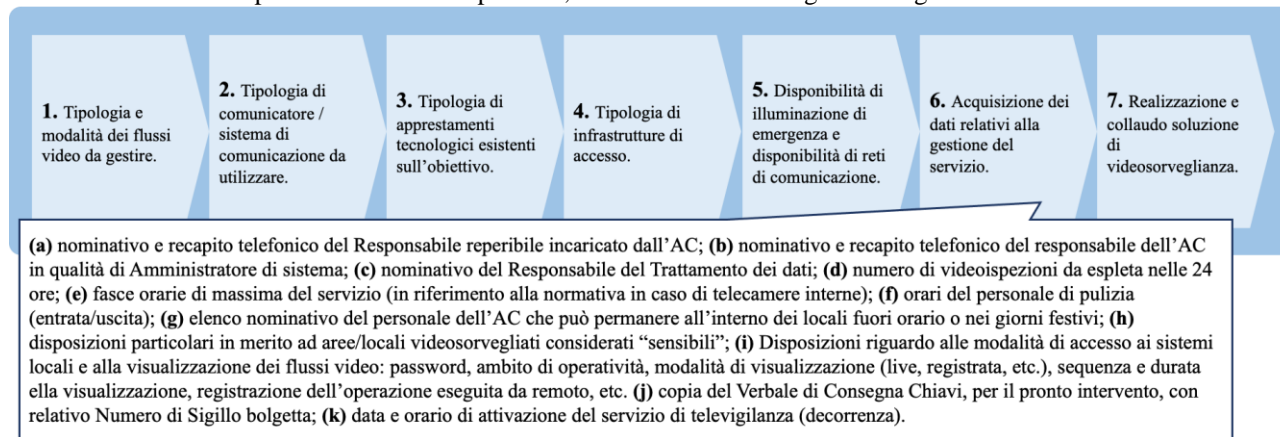 1. Tipologia e
modalità dei flussi
video da gestire.
2. Tipologia di
comunicatore /
sistema di
comunicazione da
utilizzare.
3. Tipologia di
apprestamenti
tecnologici esistenti
sull’obiettivo.
4. Tipologia di
infrastrutture di
accesso.
5. Disponibilità di
illuminazione di
emergenza e
disponibilità di reti
di comunicazione.
6. Acquisizione dei
dati relativi alla
gestione del
servizio.
7. Realizzazione e
collaudo soluzione
di
videosorveglianza.
(a) nominativo e recapito telefonico del Responsabile reperibile incaricato dall’AC; (b) nominativo e recapito telefonico del responsabile dell’AC
in qualità di Amministratore di sistema; (c) nominativo del Responsabile del Trattamento dei dati; (d) numero di videoispezioni da espleta nelle 24
ore; (e) fasce orarie di massima del servizio (in riferimento alla normativa in caso di telecamere interne); (f) orari del personale di pulizia
(entrata/uscita); (g) elenco nominativo del personale dell’AC che può permanere all’interno dei locali fuori orario o nei giorni festivi; (h)
disposizioni particolari in merito ad aree/locali videosorvegliati considerati “sensibili”; (i) Disposizioni riguardo alle modalità di accesso ai sistemi
locali e alla visualizzazione dei flussi video: password, ambito di operatività, modalità di visualizzazione (live, registrata, etc.), sequenza e durata
ella visualizzazione, registrazione dell’operazione eseguita da remoto, etc. (j) copia del Verbale di Consegna Chiavi, per il pronto intervento, con
relativo Numero di Sigillo bolgetta; (k) data e orario di attivazione del servizio di televigilanza (decorrenza).